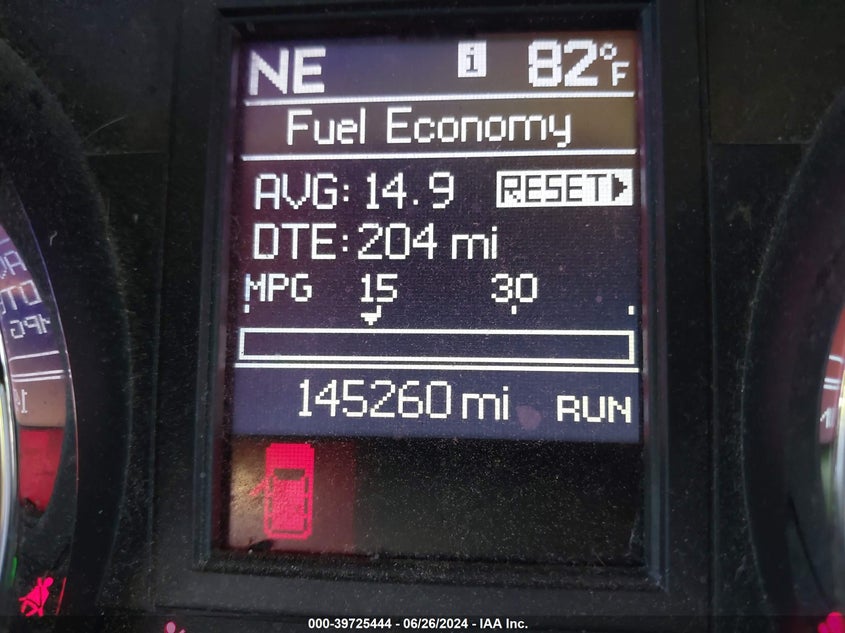 NE i 82°F
Fuel Economy
AVG: 14.9 RESET
DTE: 204 mi
MPG 15 30
145260 mi RUN
000-39725444 - 06/26/2024 - IAA Inc.